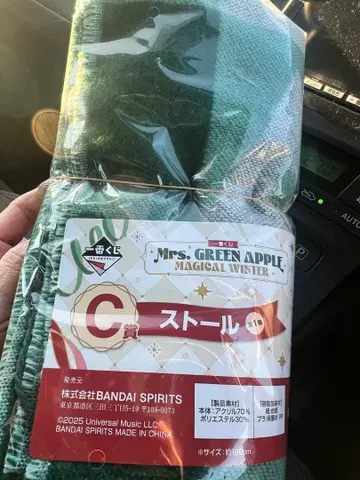 一番くじ
一番くじ
Mrs. GREEN APPLE
MAGICAL WINTER
C賞 ストール 全1種
発売元
株式会社BANDAI SPIRITS
東京都港区三田三丁目5-19 〒108-0073
©2025 Universal Music LLC
BANDAI SPIRITS MADE IN CHINA
【製品素材】
本体:アクリル70%
ポリエステル30%
※サイズ:約180cm
P